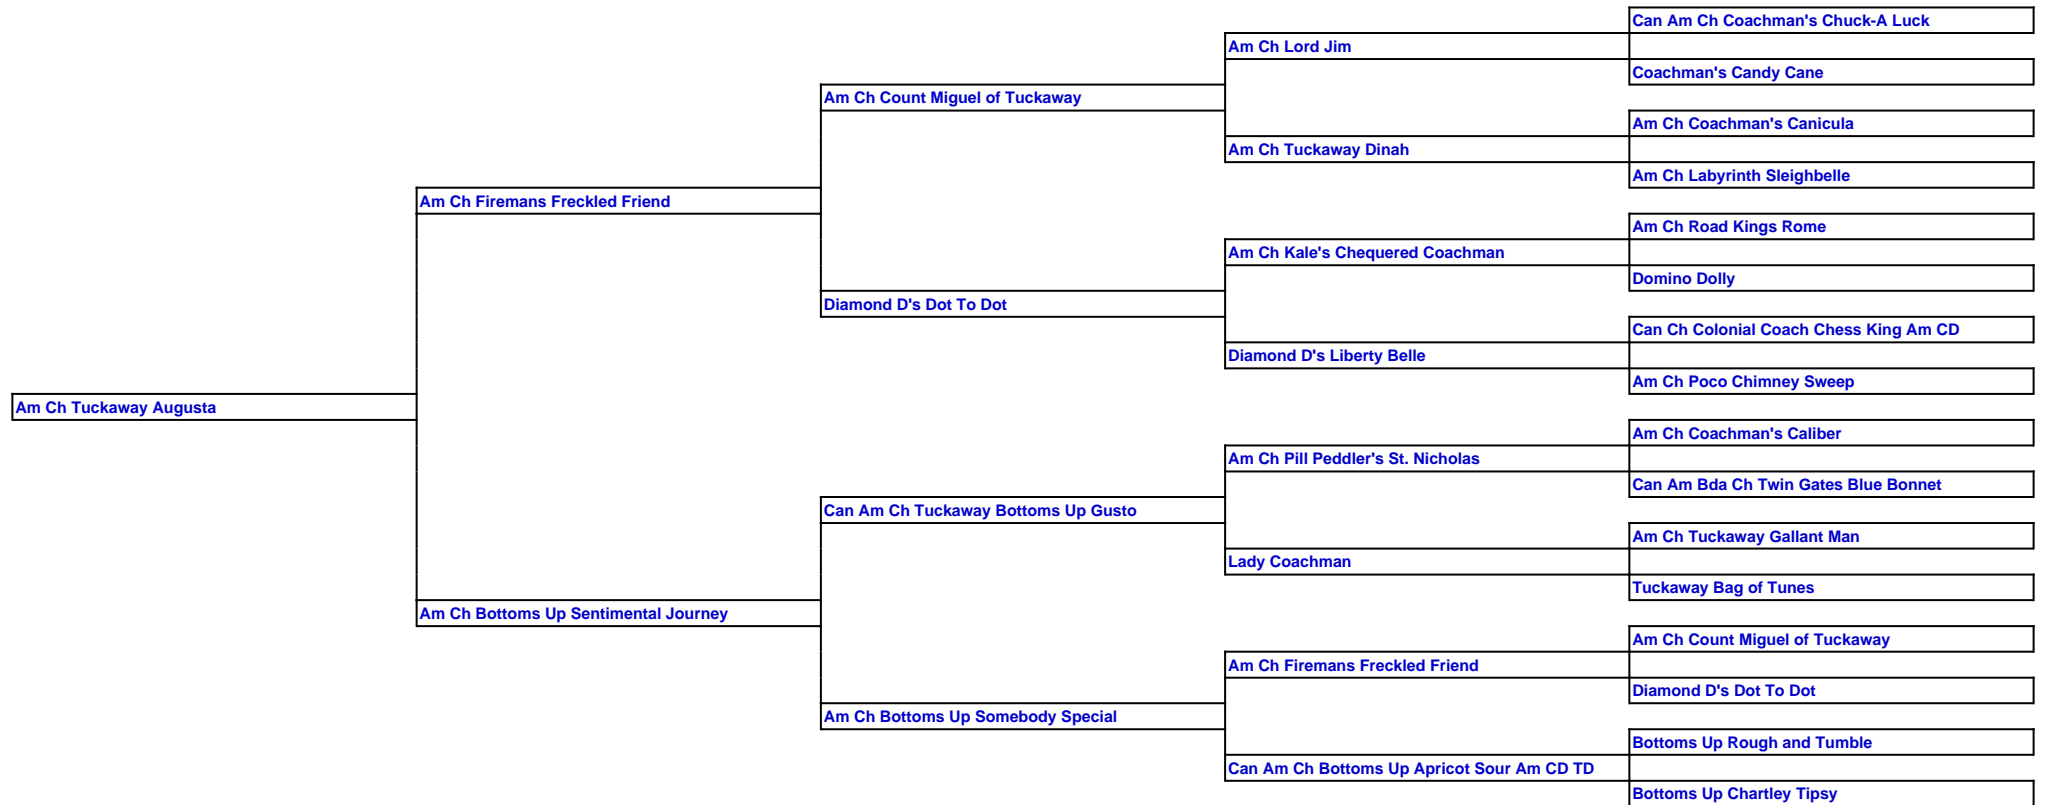 Can Am Ch Coachman's Chuck-A Luck
Am Ch Lord Jim
Coachman's Candy Cane
Am Ch Count Miguel of Tuckaway
Am Ch Coachman's Canicula
Am Ch Tuckaway Dinah
Am Ch Labyrinth Sleighbelle
Am Ch Firemans Freckled Friend
Am Ch Road Kings Rome
Am Ch Kale's Chequered Coachman
Domino Dolly
Diamond D's Dot To Dot
Can Ch Colonial Coach Chess King Am CD
Diamond D's Liberty Belle
Am Ch Poco Chimney Sweep
Am Ch Tuckaway Augusta
Am Ch Coachman's Caliber
Am Ch Pill Peddler's St. Nicholas
Can Am Bda Ch Twin Gates Blue Bonnet
Can Am Ch Tuckaway Bottoms Up Gusto
Am Ch Tuckaway Gallant Man
Lady Coachman
Tuckaway Bag of Tunes
Am Ch Bottoms Up Sentimental Journey
Am Ch Count Miguel of Tuckaway
Am Ch Firemans Freckled Friend
Diamond D's Dot To Dot
Am Ch Bottoms Up Somebody Special
Bottoms Up Rough and Tumble
Can Am Ch Bottoms Up Apricot Sour Am CD TD
Bottoms Up Chartley Tipsy